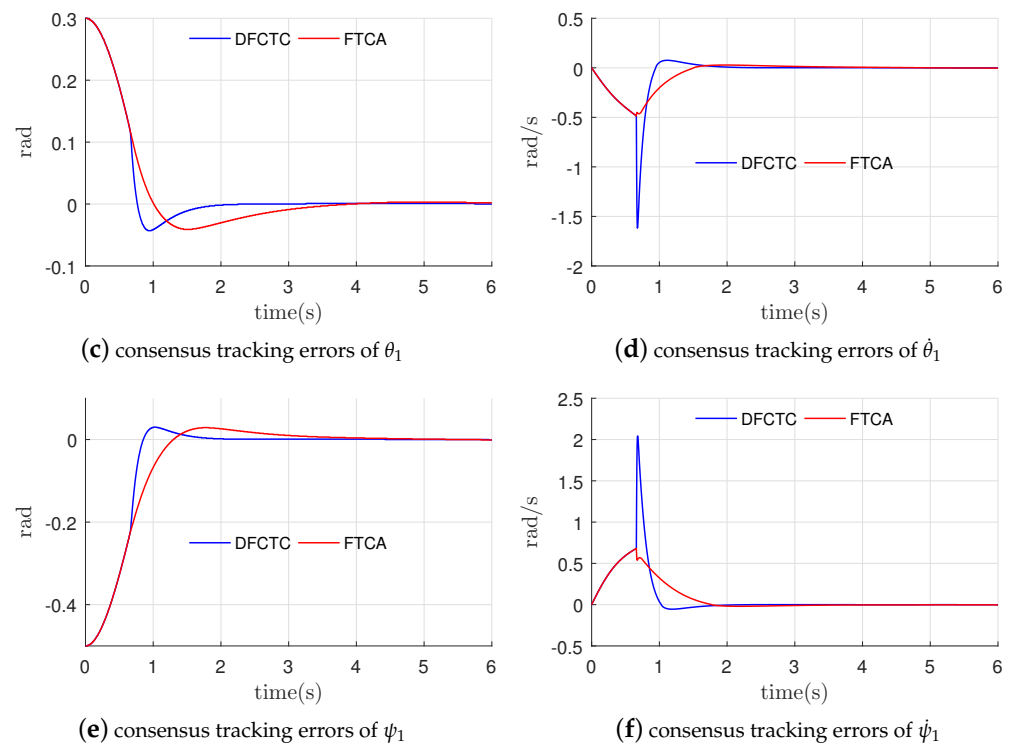 0.3
0.2
0.1
0
-0.1
rad
DFCTC FTCA
0 1 2 3 4 5 6
time(s)
(c) consensus tracking errors of θ₁
0.5
0
-0.5
-1
-1.5
-2
rad/s
DFCTC FTCA
0 1 2 3 4 5 6
time(s)
(d) consensus tracking errors of θ̇₁
0
-0.2
-0.4
rad
DFCTC FTCA
0 1 2 3 4 5 6
time(s)
(e) consensus tracking errors of ψ₁
2.5
2
1.5
1
0.5
0
-0.5
rad/s
DFCTC FTCA
0 1 2 3 4 5 6
time(s)
(f) consensus tracking errors of ψ̇₁